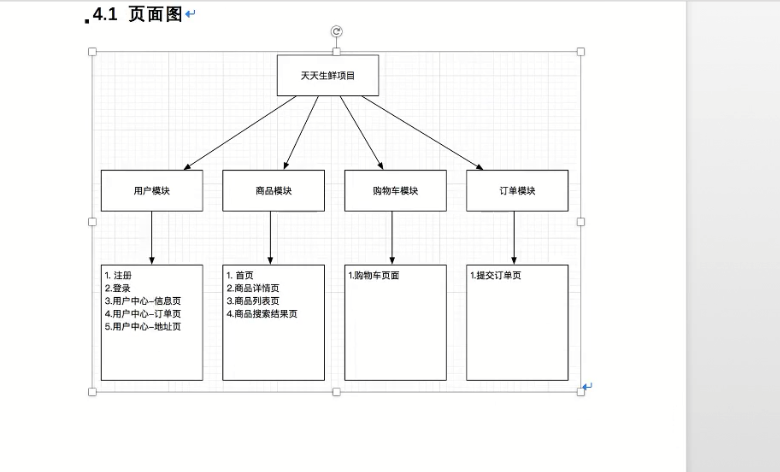 4.1 页面图
天天生鲜项目
用户模块
商品模块
购物车模块
订单模块
1. 注册
2.登录
3.用户中心–信息页
4.用户中心–订单页
5.用户中心–地址页
1. 首页
2.商品详情页
3.商品列表页
4.商品搜索结果页
1.购物车页面
1.提交订单页